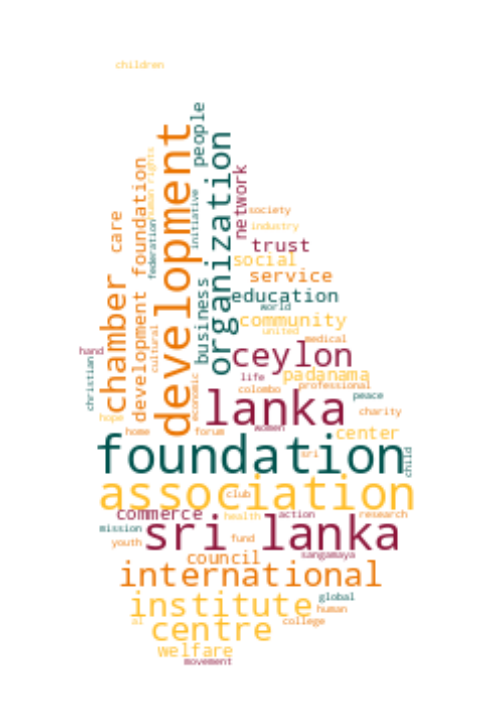 children
people
development
organization
human rights
foundation
network
initiative
society
care
federation
industry
trust
social
service
chamber
business
education
world
development
community
cultural
united
medical
hand
ceylon
christian
life
padanama
economic
colombo
professional
peace
lanka
charity
hope
home
forum
women
center
foundation
child
sri
association
club
commerce
health
action
research
mission
sri lanka
youth
fund
sangamaya
council
international
institute
global
human
al
centre
college
welfare
movement